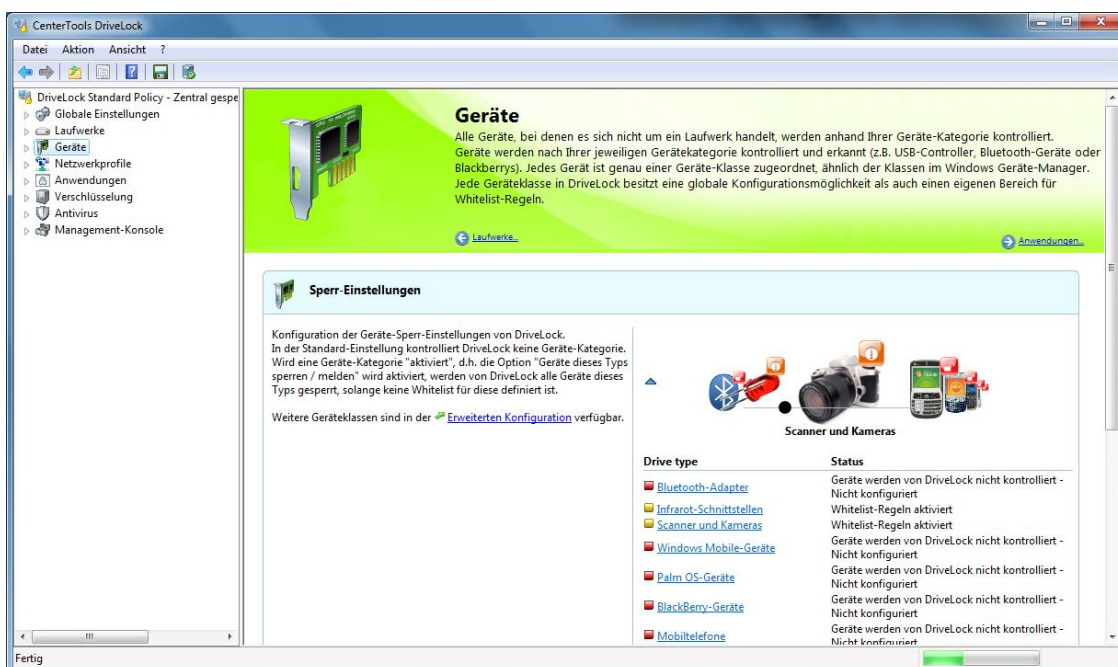 CenterTools DriveLock
Datei Aktion Ansicht ?
DriveLock Standard Policy - Zentral gespe
Globale Einstellungen
Laufwerke
Geräte
Netzwerkprofile
Anwendungen
Verschlüsselung
Antivirus
Management-Konsole
Geräte
Alle Geräte, bei denen es sich nicht um ein Laufwerk handelt, werden anhand Ihrer Geräte-Kategorie kontrolliert.
Geräte werden nach Ihrer jeweiligen Gerätekategorie kontrolliert und erkannt (z.B. USB-Controller, Bluetooth-Geräte oder
Blackberrys). Jedes Gerät ist genau einer Geräte-Klasse zugeordnet, ähnlich der Klassen im Windows Geräte-Manager.
Jede Geräteklasse in DriveLock besitzt eine globale Konfigurationsmöglichkeit als auch einen eigenen Bereich für
Whitelist-Regeln.
Laufwerke...
Anwendungen...
Sperr-Einstellungen
Konfiguration der Geräte-Sperr-Einstellungen von DriveLock.
In der Standard-Einstellung kontrolliert DriveLock keine Geräte-Kategorie.
Wird eine Geräte-Kategorie "aktiviert", d.h. die Option "Geräte dieses Typs
sperren / melden" wird aktiviert, werden von DriveLock alle Geräte dieses
Typs gesperrt, solange keine Whitelist für diese definiert ist.
Weitere Geräteklassen sind in der Erweiterten Konfiguration verfügbar.
Scanner und Kameras
Drive type Status
Bluetooth-Adapter Geräte werden von DriveLock nicht kontrolliert -
Nicht konfiguriert
Infrarot-Schnittstellen Whitelist-Regeln aktiviert
Scanner und Kameras Whitelist-Regeln aktiviert
Windows Mobile-Geräte Geräte werden von DriveLock nicht kontrolliert -
Nicht konfiguriert
Palm OS-Geräte Geräte werden von DriveLock nicht kontrolliert -
Nicht konfiguriert
BlackBerry-Geräte Geräte werden von DriveLock nicht kontrolliert -
Nicht konfiguriert
Mobiltelefone Geräte werden von DriveLock nicht kontrolliert -
Nicht konfiguriert
Fertig